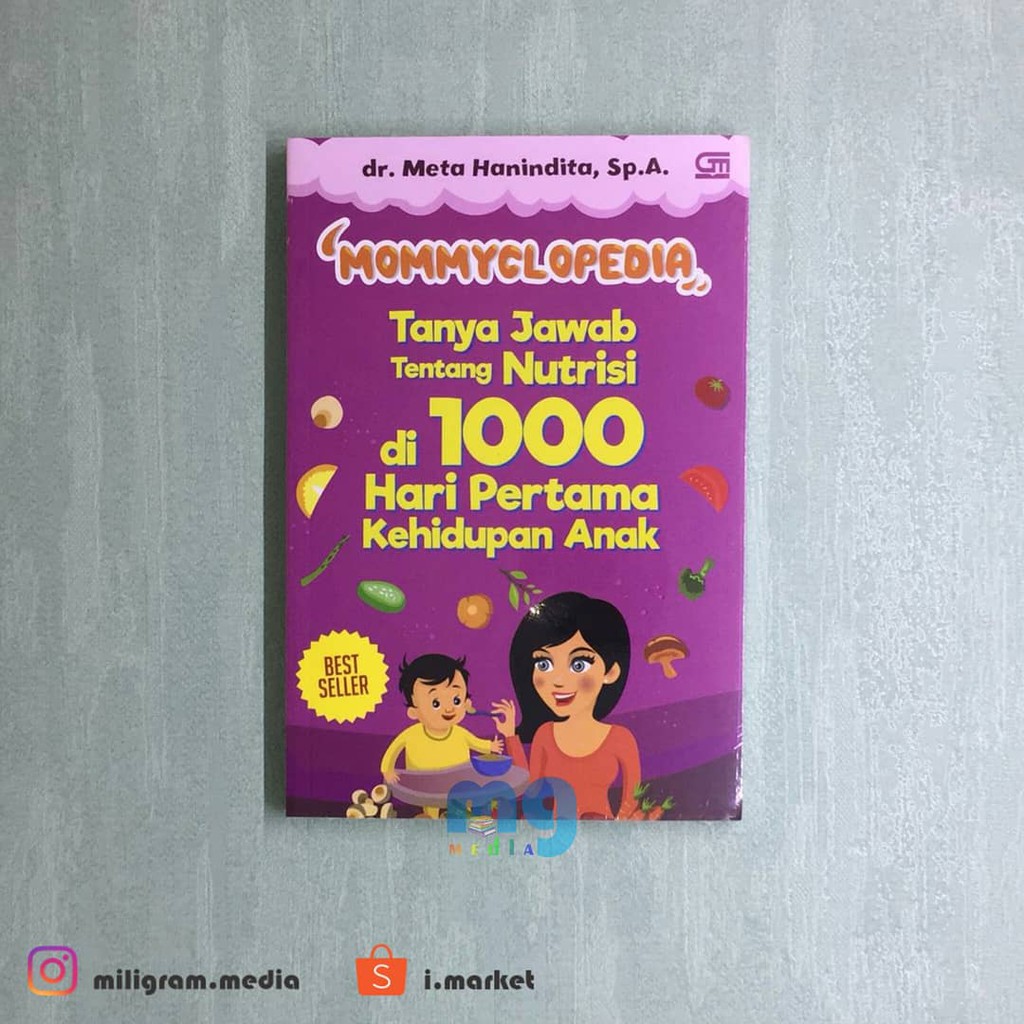 dr. Meta Hanindita, Sp.A.
GM
MOMMYCLOPEDIA
Tanya Jawab
Tentang Nutrisi
di 1000
Hari Pertama
Kehidupan Anak
BEST
SELLER
mg
MEdIA
miligram.media
S
i.market